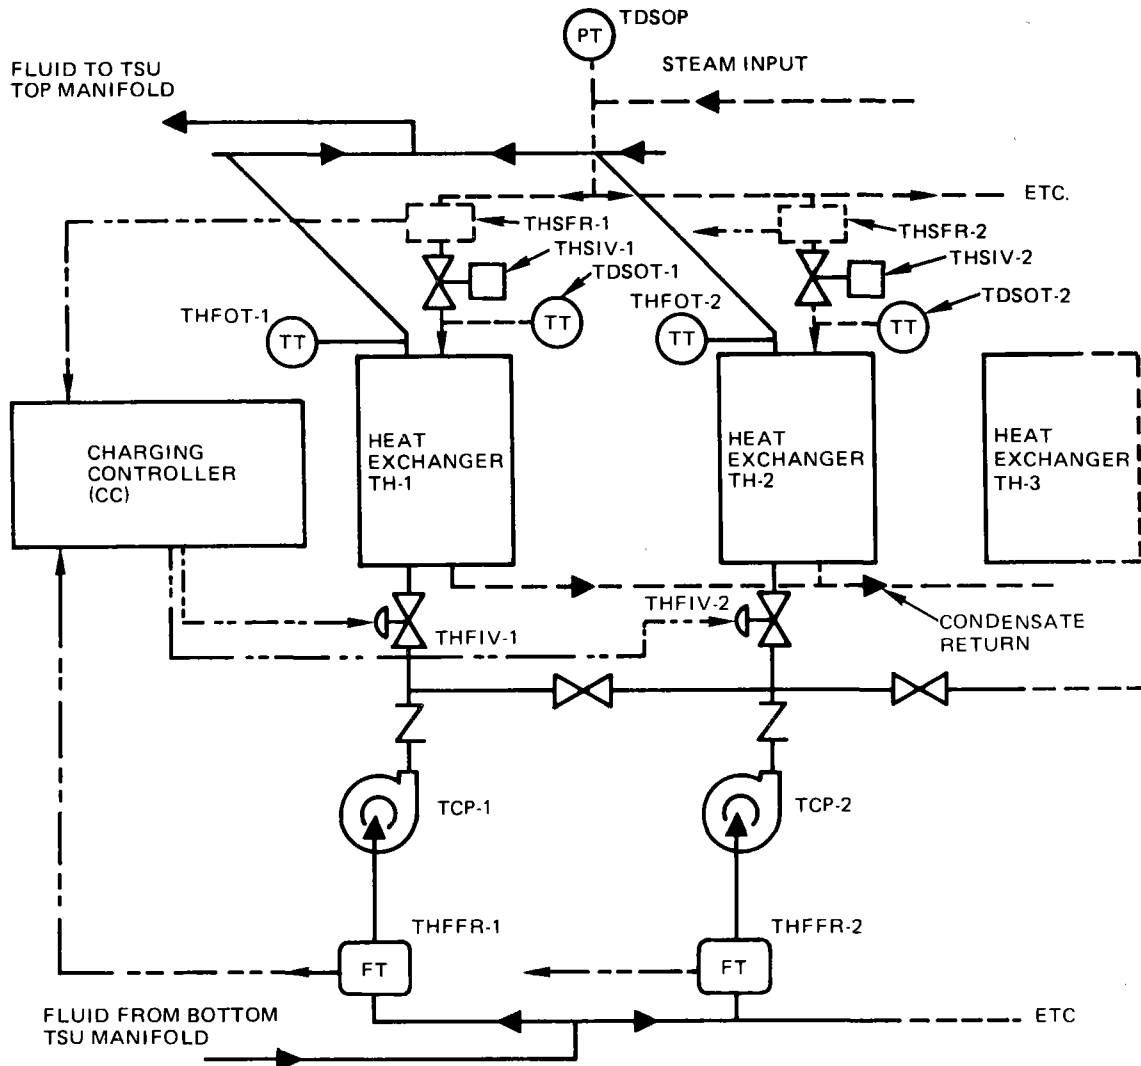 TDSOP
PT
FLUID TO TSU
TOP MANIFOLD
STEAM INPUT
ETC.
THSFR-1
THSFR-2
THSIV-1
THSIV-2
TDSOT-1
THFOT-2
TDSOT-2
THFOT-1
TT
TT
TT
TT
CHARGING
CONTROLLER
(CC)
HEAT
EXCHANGER
TH-1
HEAT
EXCHANGER
TH-2
HEAT
EXCHANGER
TH-3
THFIV-2
CONDENSATE
RETURN
THFIV-1
TCP-1
TCP-2
THFFR-1
THFFR-2
FT
FT
FLUID FROM BOTTOM
TSU MANIFOLD
ETC